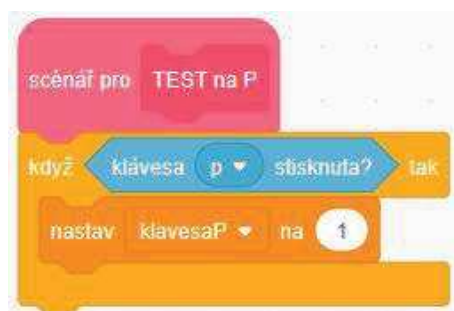 scénář pro TEST na P
když klávesa p stisknuta? tak
nastav klavesaP na 1